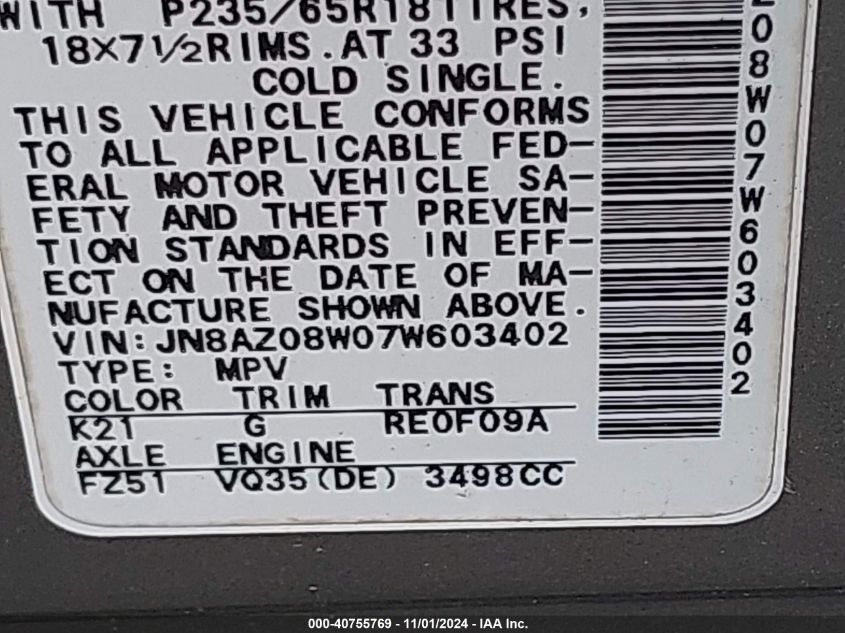 WITH P235/65R18TIRES,
18X7 1/2RIMS.AT 33 PSI
COLD SINGLE.
THIS VEHICLE CONFORMS
TO ALL APPLICABLE FED-
ERAL MOTOR VEHICLE SA-
FETY AND THEFT PREVEN-
TION STANDARDS IN EFF-
ECT ON THE DATE OF MA-
NUFACTURE SHOWN ABOVE.
VIN:JN8AZ08W07W603402
TYPE: MPV
COLOR TRIM TRANS
K21 G RE0F09A
AXLE ENGINE
FZ51 VQ35(DE) 3498CC
Z08W07W603402
000-40755769 - 11/01/2024 - IAA Inc.